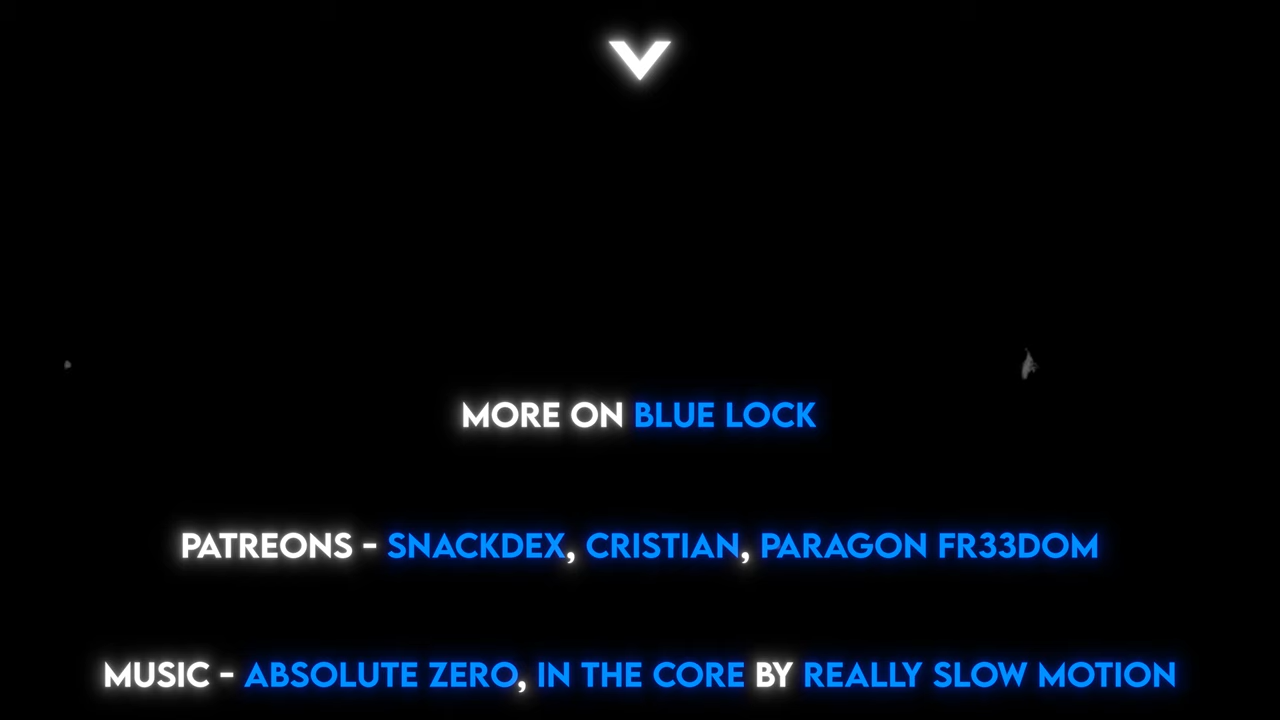 MORE ON BLUE LOCK
PATREONS - SNACKDEX, CRISTIAN, PARAGON FR33DOM
MUSIC - ABSOLUTE ZERO, IN THE CORE BY REALLY SLOW MOTION